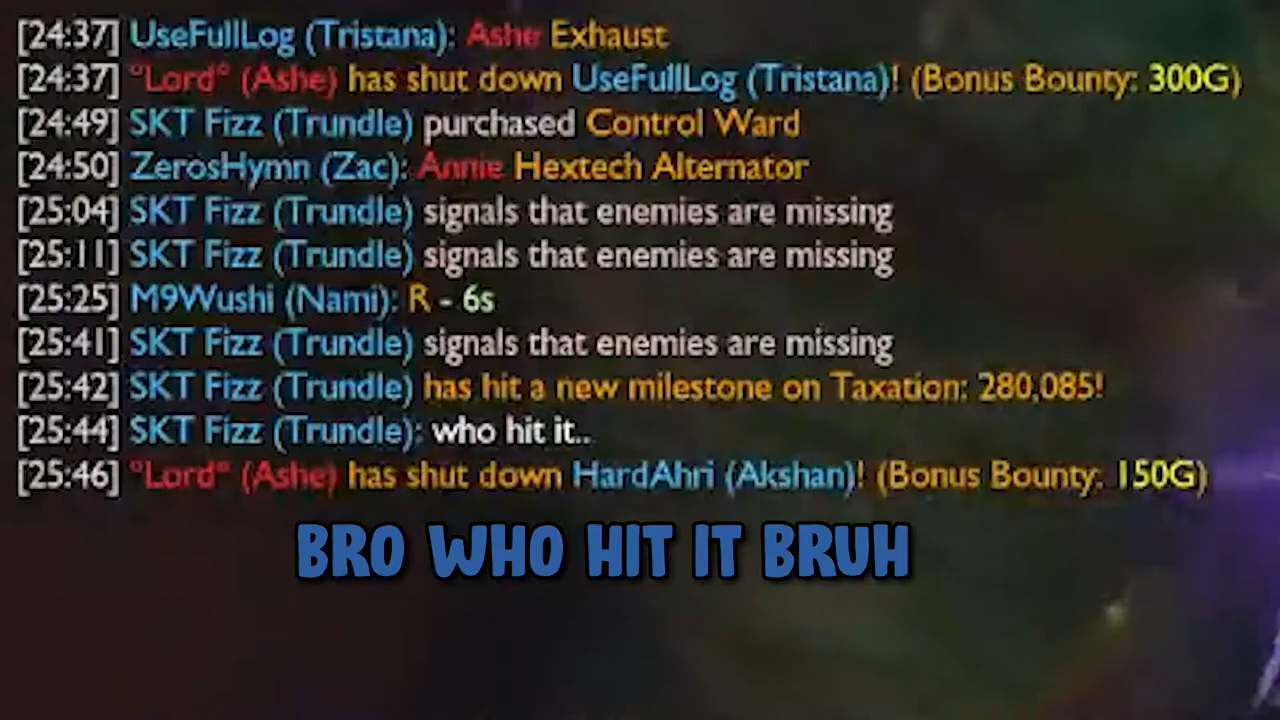 [24:37] UseFullLog (Tristana): Ashe Exhaust
[24:37] °Lord° (Ashe) has shut down UseFullLog (Tristana)! (Bonus Bounty: 300G)
[24:49] SKT Fizz (Trundle) purchased Control Ward
[24:50] ZerosHymn (Zac): Annie Hextech Alternator
[25:04] SKT Fizz (Trundle) signals that enemies are missing
[25:11] SKT Fizz (Trundle) signals that enemies are missing
[25:25] M9Wushi (Nami): R - 6s
[25:41] SKT Fizz (Trundle) signals that enemies are missing
[25:42] SKT Fizz (Trundle) has hit a new milestone on Taxation: 280,085!
[25:44] SKT Fizz (Trundle): who hit it..
[25:46] °Lord° (Ashe) has shut down HardAhri (Akshan)! (Bonus Bounty: 150G)
BRO WHO HIT IT BRUH